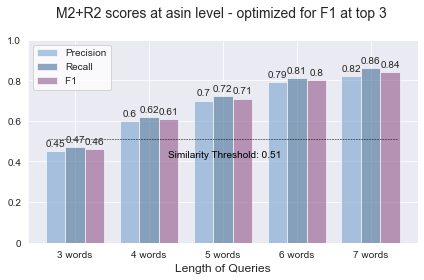 M2+R2 scores at asin level - optimized for F1 at top 3
1.0
0.8
0.6
0.4
0.2
0
Precision
Recall
F1
0.45
0.47
0.46
0.6
0.62
0.61
0.7
0.72
0.71
0.79
0.81
0.8
0.82
0.86
0.84
Similarity Threshold: 0.51
3 words
4 words
5 words
6 words
7 words
Length of Queries